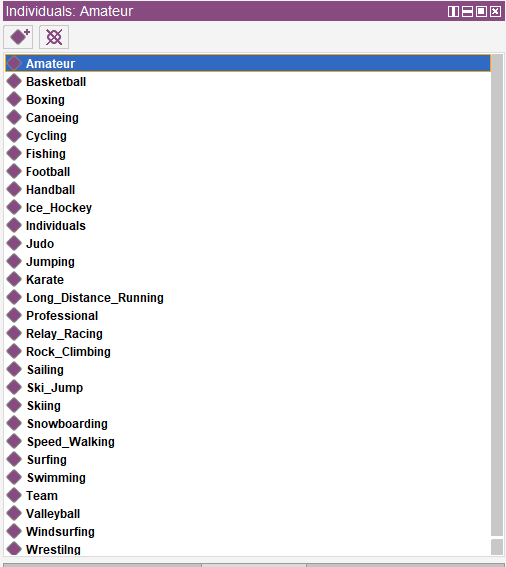 Individuals: Amateur
Amateur
Basketball
Boxing
Canoeing
Cycling
Fishing
Football
Handball
Ice_Hockey
Individuals
Judo
Jumping
Karate
Long_Distance_Running
Professional
Relay_Racing
Rock_Climbing
Sailing
Ski_Jump
Skiing
Snowboarding
Speed_Walking
Surfing
Swimming
Team
Valleyball
Windsurfing
Wrestilng